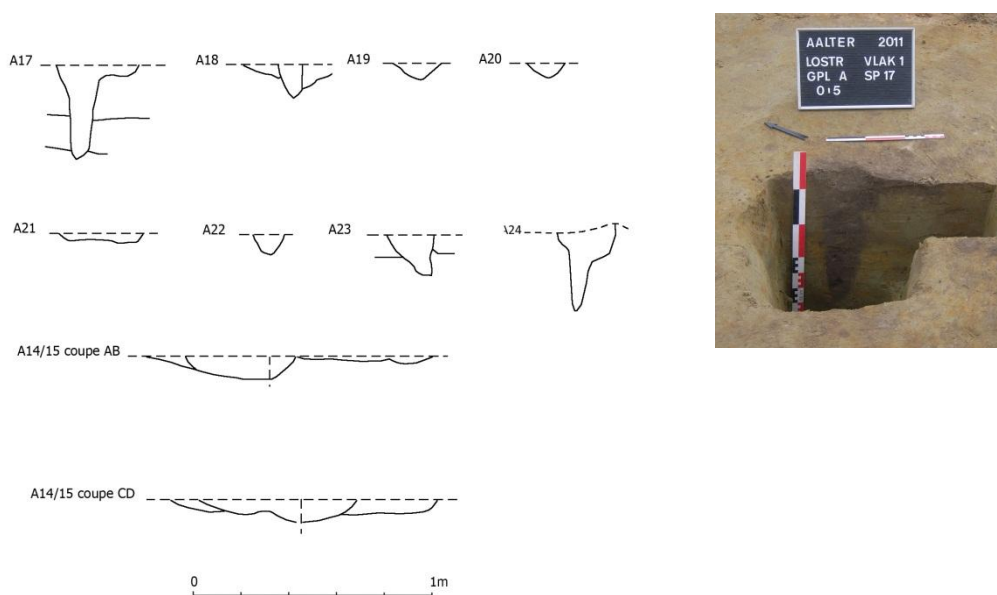 A17
A18
A19
A20
A21
A22
A23
A24
A14/15 coupe AB
A14/15 coupe CD
0 1m
AALTER 2011
LOSTR VLAK 1
GPL A SP 17
0-5